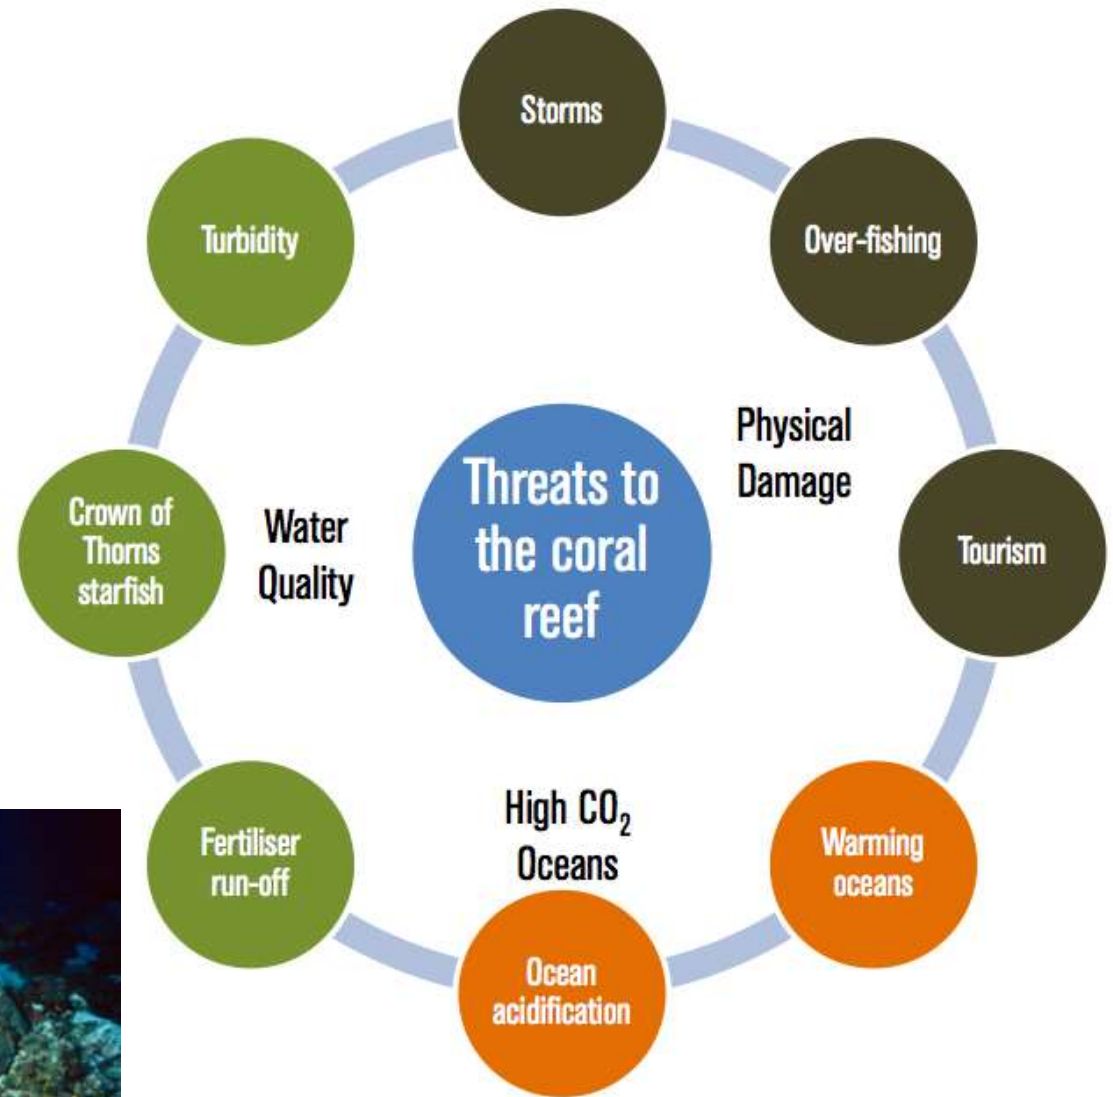 Storms
Turbidity
Over-fishing
Physical
Damage
Threats to
the coral
reef
Crown of
Thorns
starfish
Water
Quality
Tourism
High CO₂
Oceans
Fertiliser
run-off
Warming
oceans
Ocean
acidification